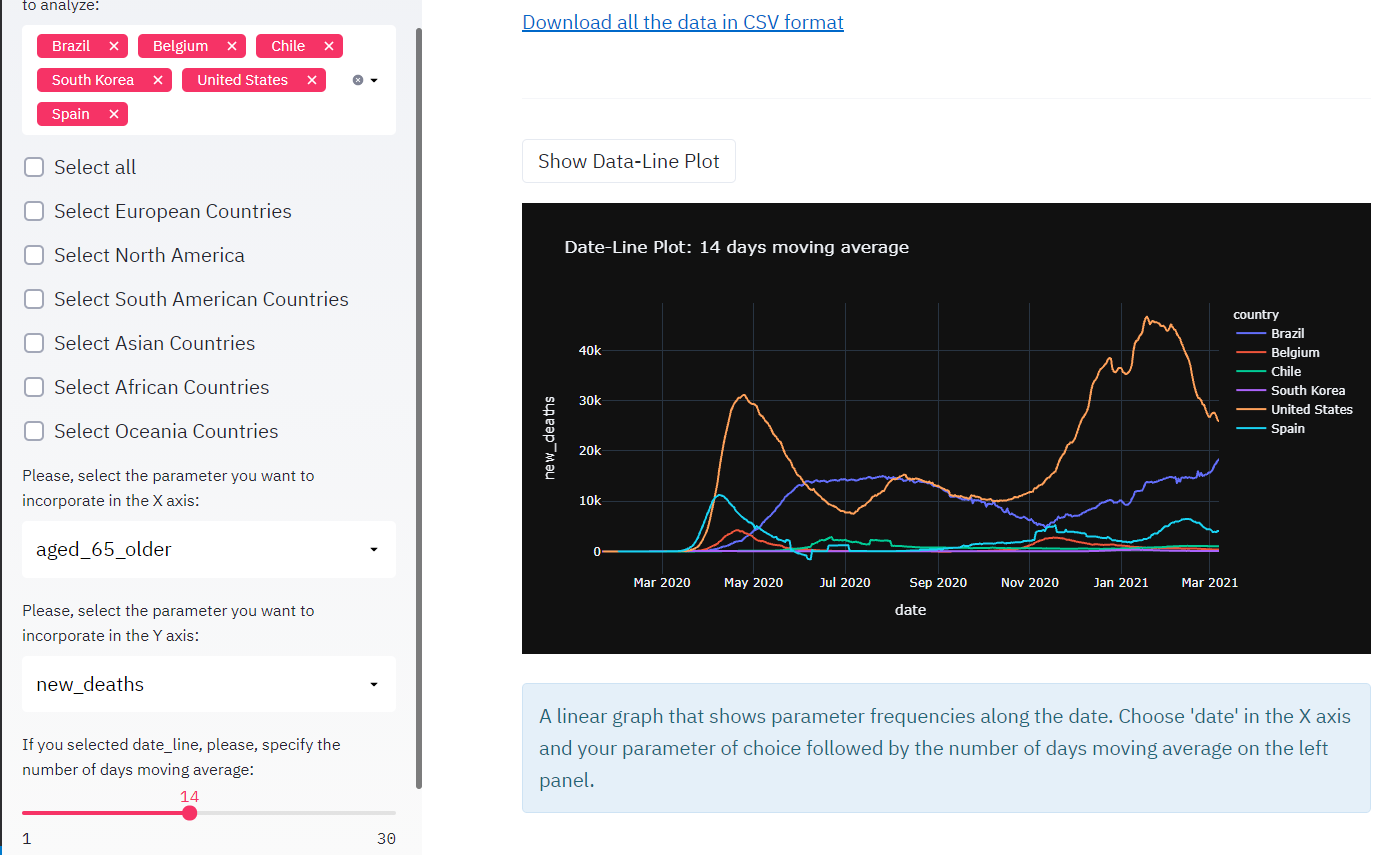 to analyze:
Brazil ×
Belgium ×
Chile ×
South Korea ×
United States ×
Spain ×
Select all
Select European Countries
Select North America
Select South American Countries
Select Asian Countries
Select African Countries
Select Oceania Countries
Please, select the parameter you want to
incorporate in the X axis:
aged_65_older
Please, select the parameter you want to
incorporate in the Y axis:
new_deaths
If you selected date_line, please, specify the
number of days moving average:
14
1
30
Download all the data in CSV format
Show Data-Line Plot
Date-Line Plot: 14 days moving average
new_deaths
40k
30k
20k
10k
0
Mar 2020
May 2020
Jul 2020
Sep 2020
Nov 2020
Jan 2021
Mar 2021
date
country
Brazil
Belgium
Chile
South Korea
United States
Spain
A linear graph that shows parameter frequencies along the date. Choose 'date' in the X axis
and your parameter of choice followed by the number of days moving average on the left
panel.